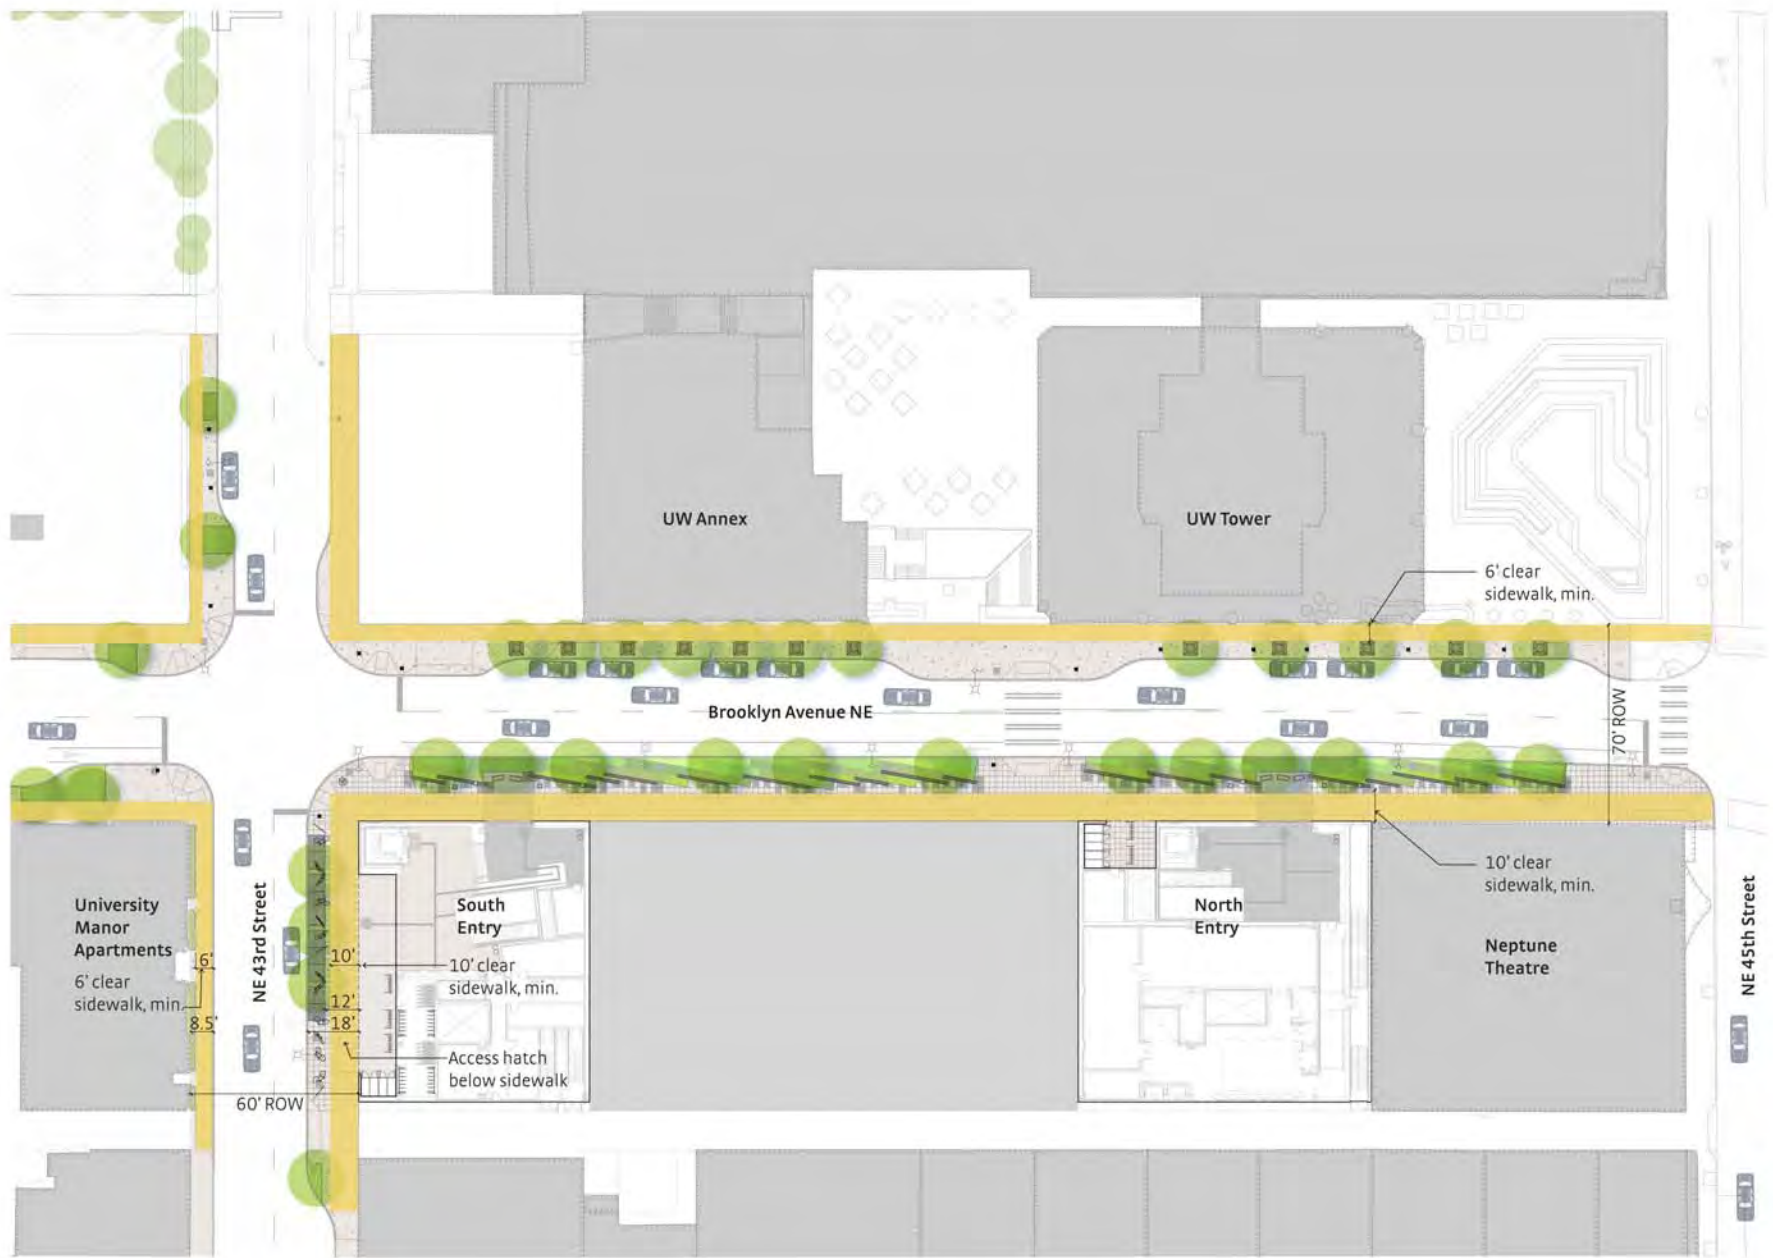 UW Annex
UW Tower
6' clear
sidewalk, min.
Brooklyn Avenue NE
70' ROW
University
Manor
Apartments
6' clear
sidewalk, min.
6'
8.5'
NE 43rd Street
60' ROW
South
Entry
10'
10' clear
sidewalk, min.
12'
18'
Access hatch
below sidewalk
North
Entry
10' clear
sidewalk, min.
Neptune
Theatre
NE 45th Street